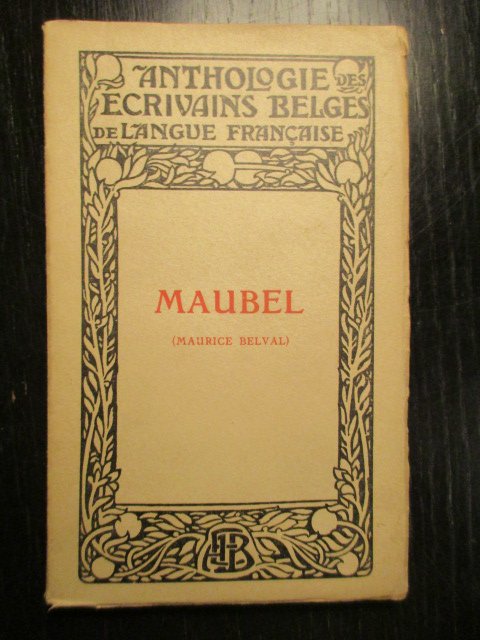 ANTHOLOGIE DES
ECRIVAINS BELGES
DE LANGUE FRANÇAISE
MAUBEL
(MAURICE BELVAL)